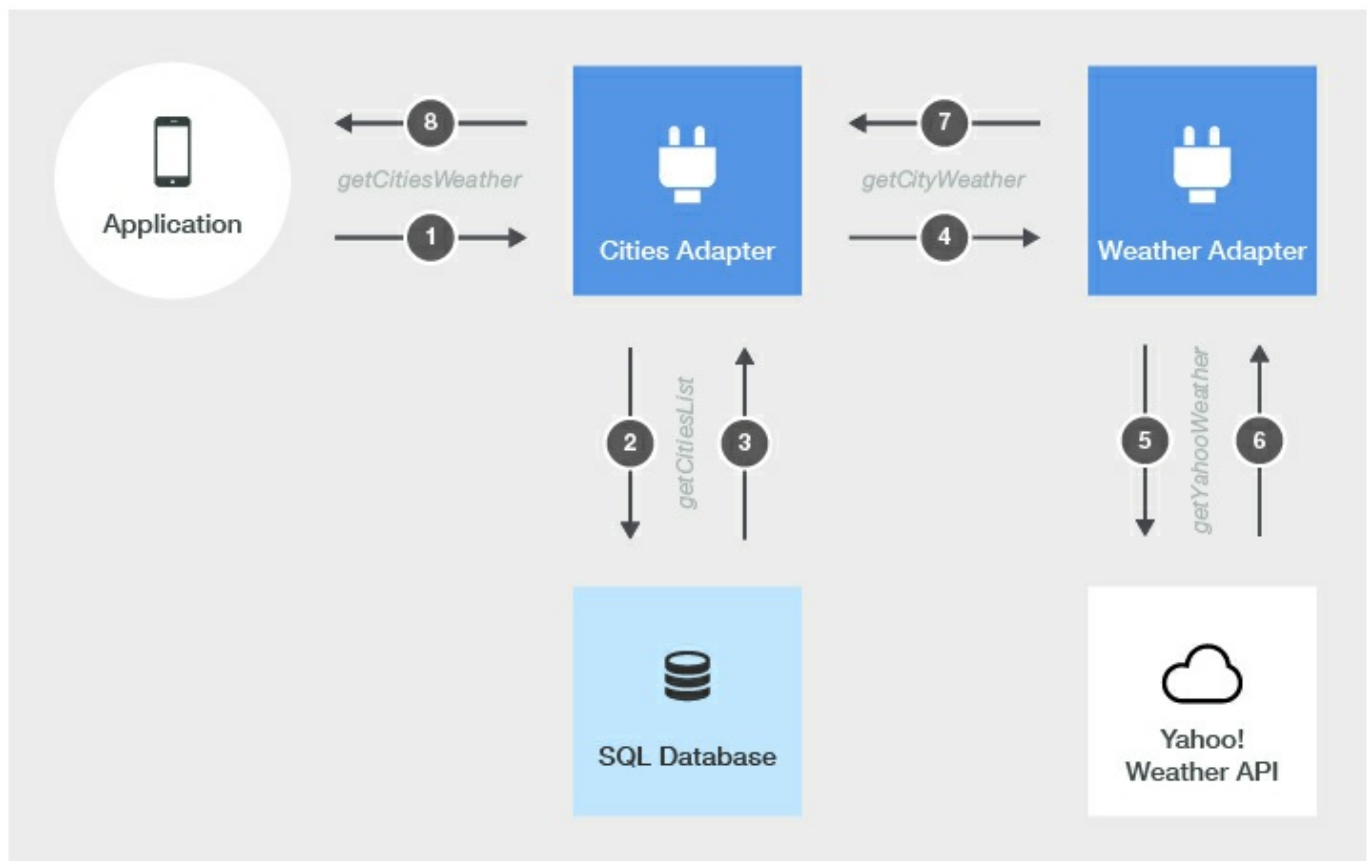 8
7
getCitiesWeather
getCityWeather
Application
1
4
Cities Adapter
Weather Adapter
2
getCitiesList
3
5
getYahooWeather
6
SQL Database
Yahoo!
Weather API